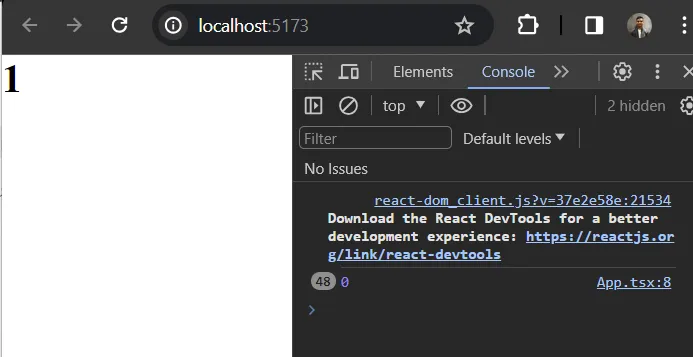 localhost:5173
1
Elements
Console
top
2 hidden
Filter
Default levels
No Issues
react-dom_client.js?v=37e2e58e:21534
Download the React DevTools for a better
development experience: https://reactjs.or
g/link/react-devtools
48 0 App.tsx:8